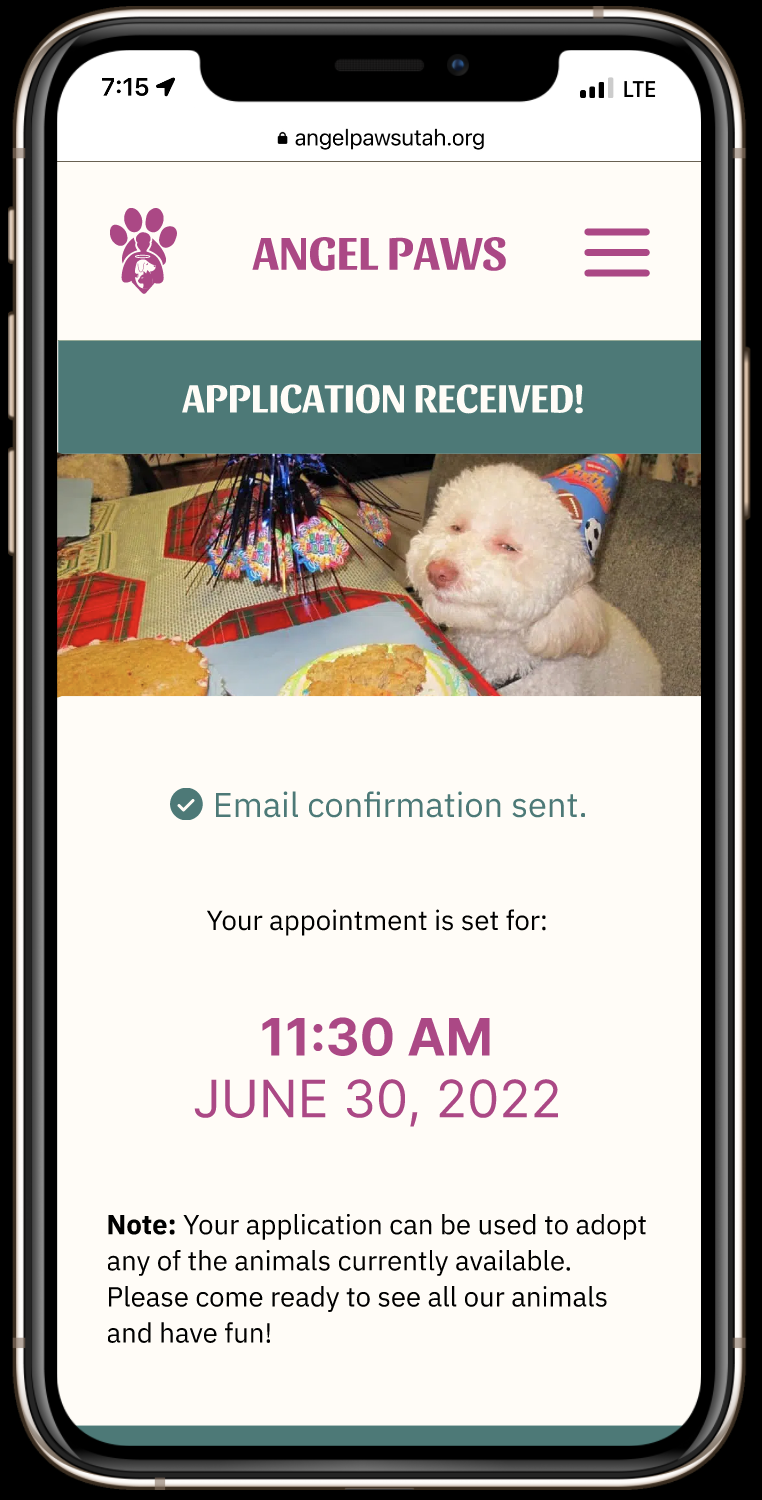 7:15
LTE
angelpawsutah.org
ANGEL PAWS
APPLICATION RECEIVED!
Email confirmation sent.
Your appointment is set for:
11:30 AM
JUNE 30, 2022
Note: Your application can be used to adopt
any of the animals currently available.
Please come ready to see all our animals
and have fun!